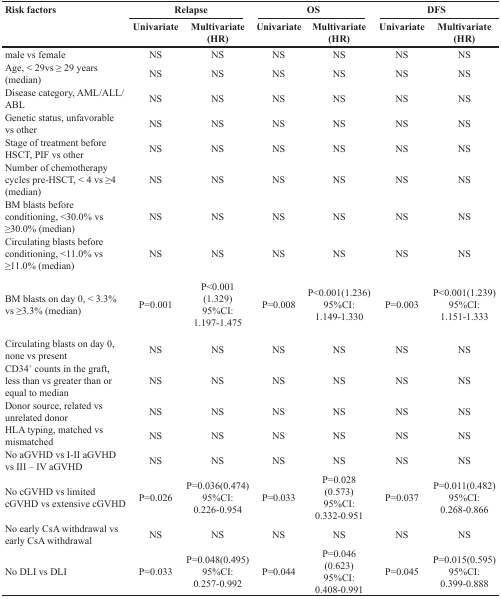 Risk factors Relapse OS DFS
Univariate Multivariate (HR) Univariate Multivariate (HR) Univariate Multivariate (HR)
male vs female NS NS NS NS NS NS
Age, < 29vs ≥ 29 years (median) NS NS NS NS NS NS
Disease category, AML/ALL/ABL NS NS NS NS NS NS
Genetic status, unfavorable vs other NS NS NS NS NS NS
Stage of treatment before HSCT, PIF vs other NS NS NS NS NS NS
Number of chemotherapy cycles pre-HSCT, < 4 vs ≥4 (median) NS NS NS NS NS NS
BM blasts before conditioning, <30.0% vs ≥30.0% (median) NS NS NS NS NS NS
Circulating blasts before conditioning, <11.0% vs ≥11.0% (median) NS NS NS NS NS NS
BM blasts on day 0, < 3.3% vs ≥3.3% (median) P=0.001 P<0.001 (1.329) 95%CI: 1.197-1.475 P=0.008 P<0.001(1.236) 95%CI: 1.149-1.330 P=0.003 P<0.001(1.239) 95%CI: 1.151-1.333
Circulating blasts on day 0, none vs present NS NS NS NS NS NS
CD34+ counts in the graft, less than vs greater than or equal to median NS NS NS NS NS NS
Donor source, related vs unrelated donor NS NS NS NS NS NS
HLA typing, matched vs mismatched NS NS NS NS NS NS
No aGVHD vs I-II aGVHD vs III – IV aGVHD NS NS NS NS NS NS
No cGVHD vs limited cGVHD vs extensive cGVHD P=0.026 P=0.036(0.474) 95%CI: 0.226-0.954 P=0.033 P=0.028 (0.573) 95%CI: 0.332-0.951 P=0.037 P=0.011(0.482) 95%CI: 0.268-0.866
No early CsA withdrawal vs early CsA withdrawal NS NS NS NS NS NS
No DLI vs DLI P=0.033 P=0.048(0.495) 95%CI: 0.257-0.992 P=0.044 P=0.046 (0.623) 95%CI: 0.408-0.991 P=0.045 P=0.015(0.595) 95%CI: 0.399-0.888